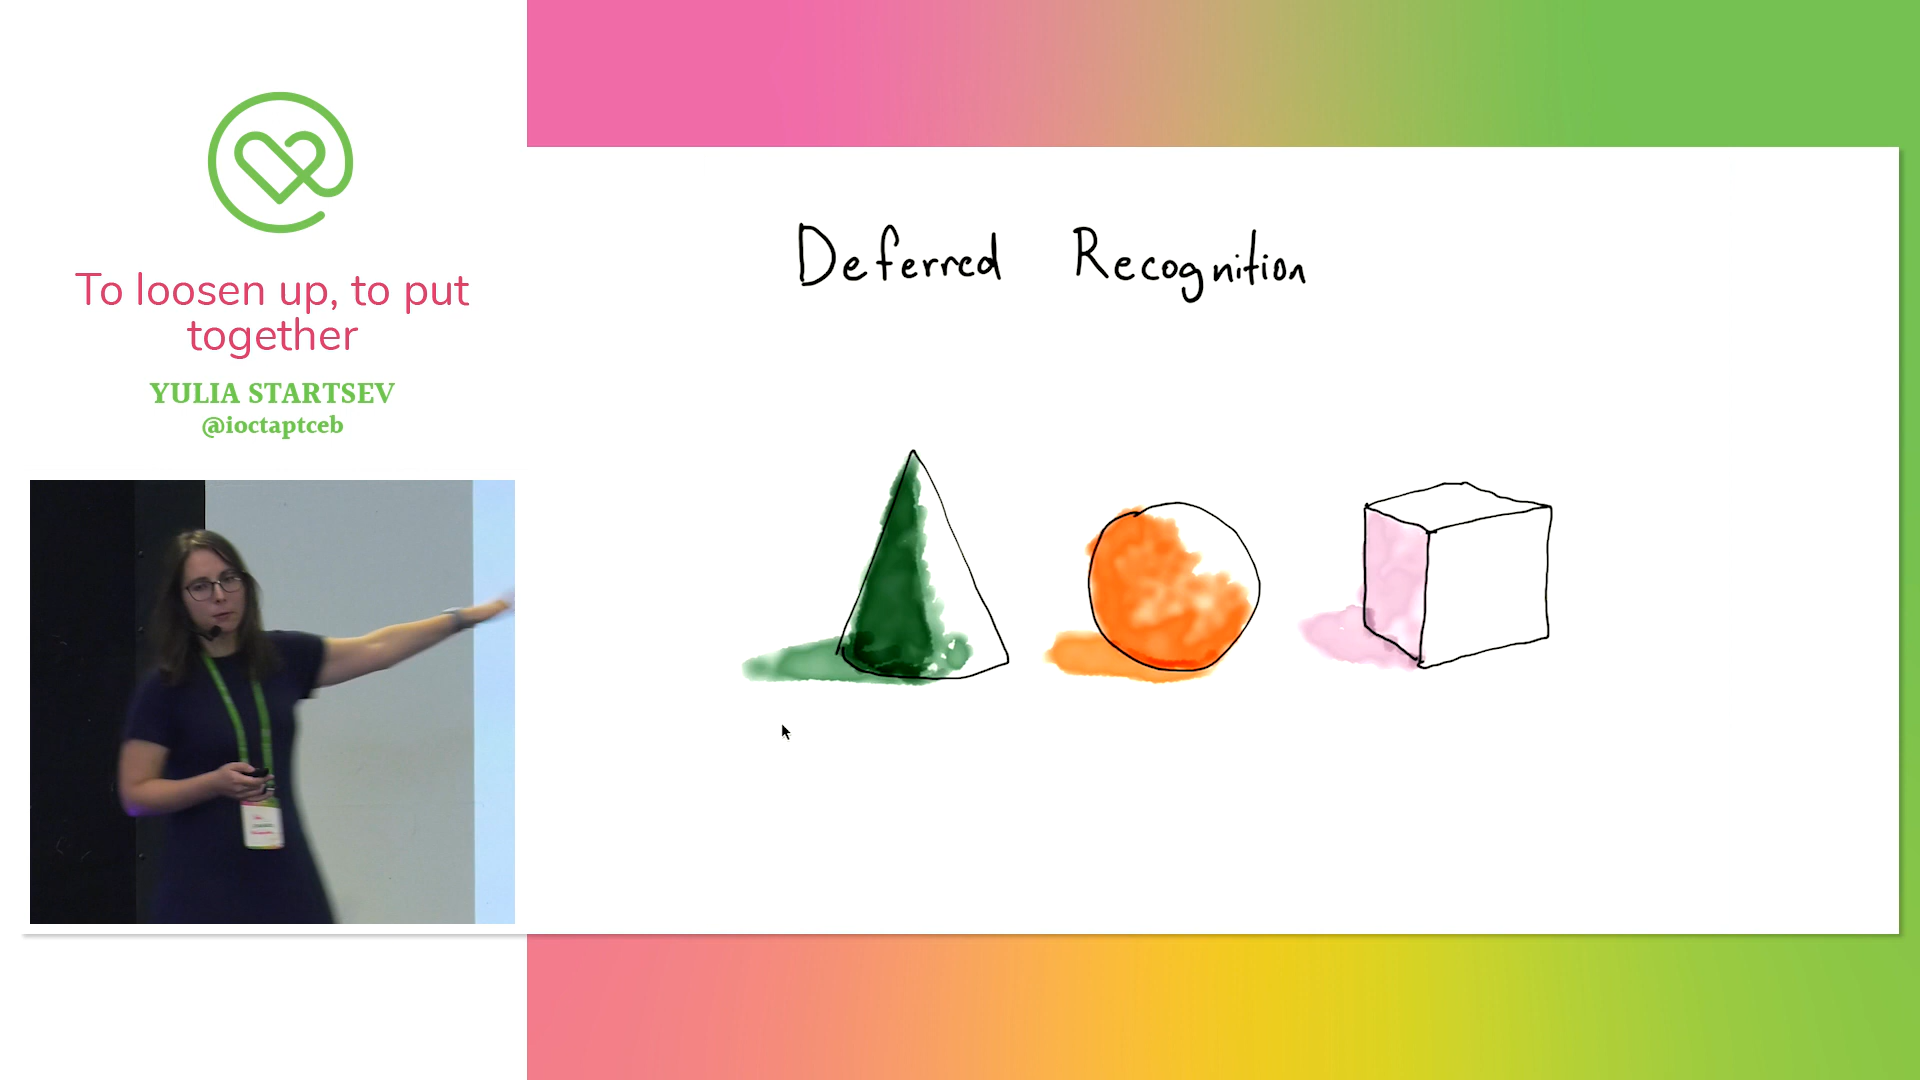 To loosen up, to put
together
YULIA STARTSEV
@ioctaptceb
Deferred Recognition